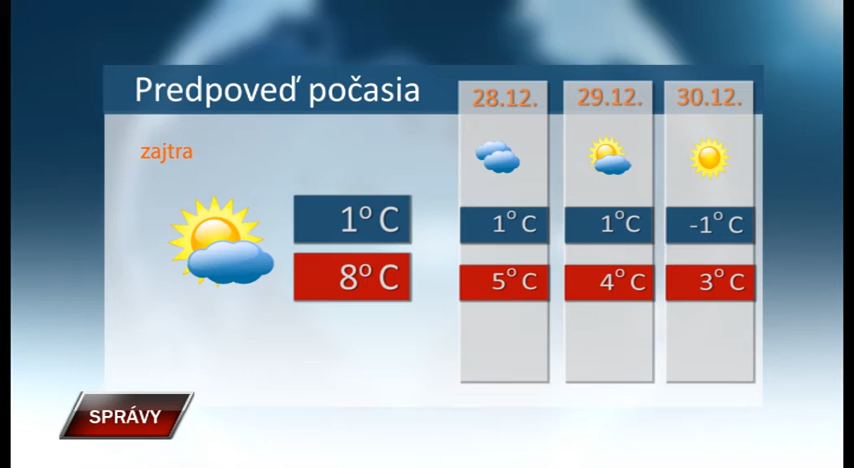 Predpoveď počasia
zajtra
1°C
8°C
28.12.
1°C
5°C
29.12.
1°C
4°C
30.12.
-1°C
3°C
SPRÁVY